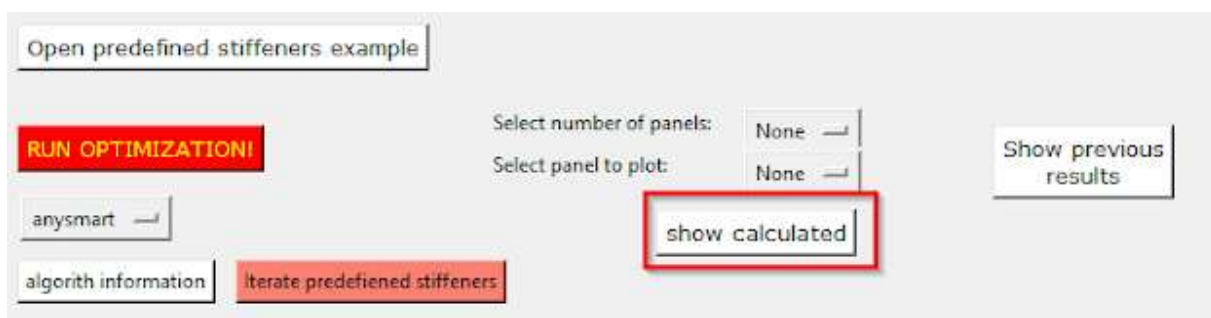 Open predefined stiffeners example
Select number of panels: None
RUN OPTIMIZATION!
Select panel to plot: None
Show previous
results
anysmart
show calculated
algorith information
Iterate predefiened stiffeners